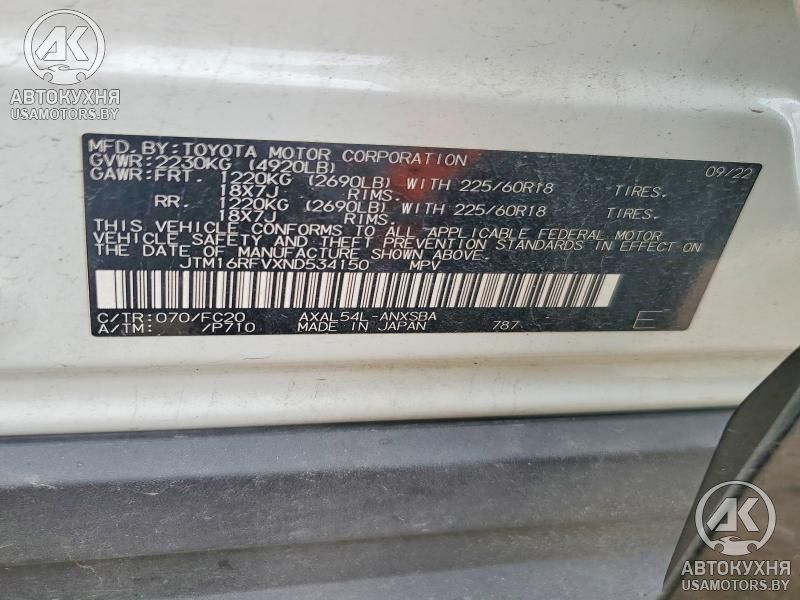 AK
АВТОКУХНЯ
USAMOTORS.BY
MFD. BY: TOYOTA MOTOR CORPORATION 09/22
GVWR: 2230KG (4920LB)
GAWR: FRT. 1220KG (2690LB) WITH 225/60R18 TIRES.
18X7J RIMS.
RR. 1220KG (2690LB) WITH 225/60R18 TIRES.
18X7J RIMS.
THIS VEHICLE CONFORMS TO ALL APPLICABLE FEDERAL MOTOR
VEHICLE SAFETY AND THEFT PREVENTION STANDARDS IN EFFECT ON
THE DATE OF MANUFACTURE SHOWN ABOVE.
JTM16RFVXND534150 MPV
C/TR: 070/FC20 AXAL54L-ANXSBA
A/TM: /P710 MADE IN JAPAN 787 E
AK
АВТОКУХНЯ
USAMOTORS.BY